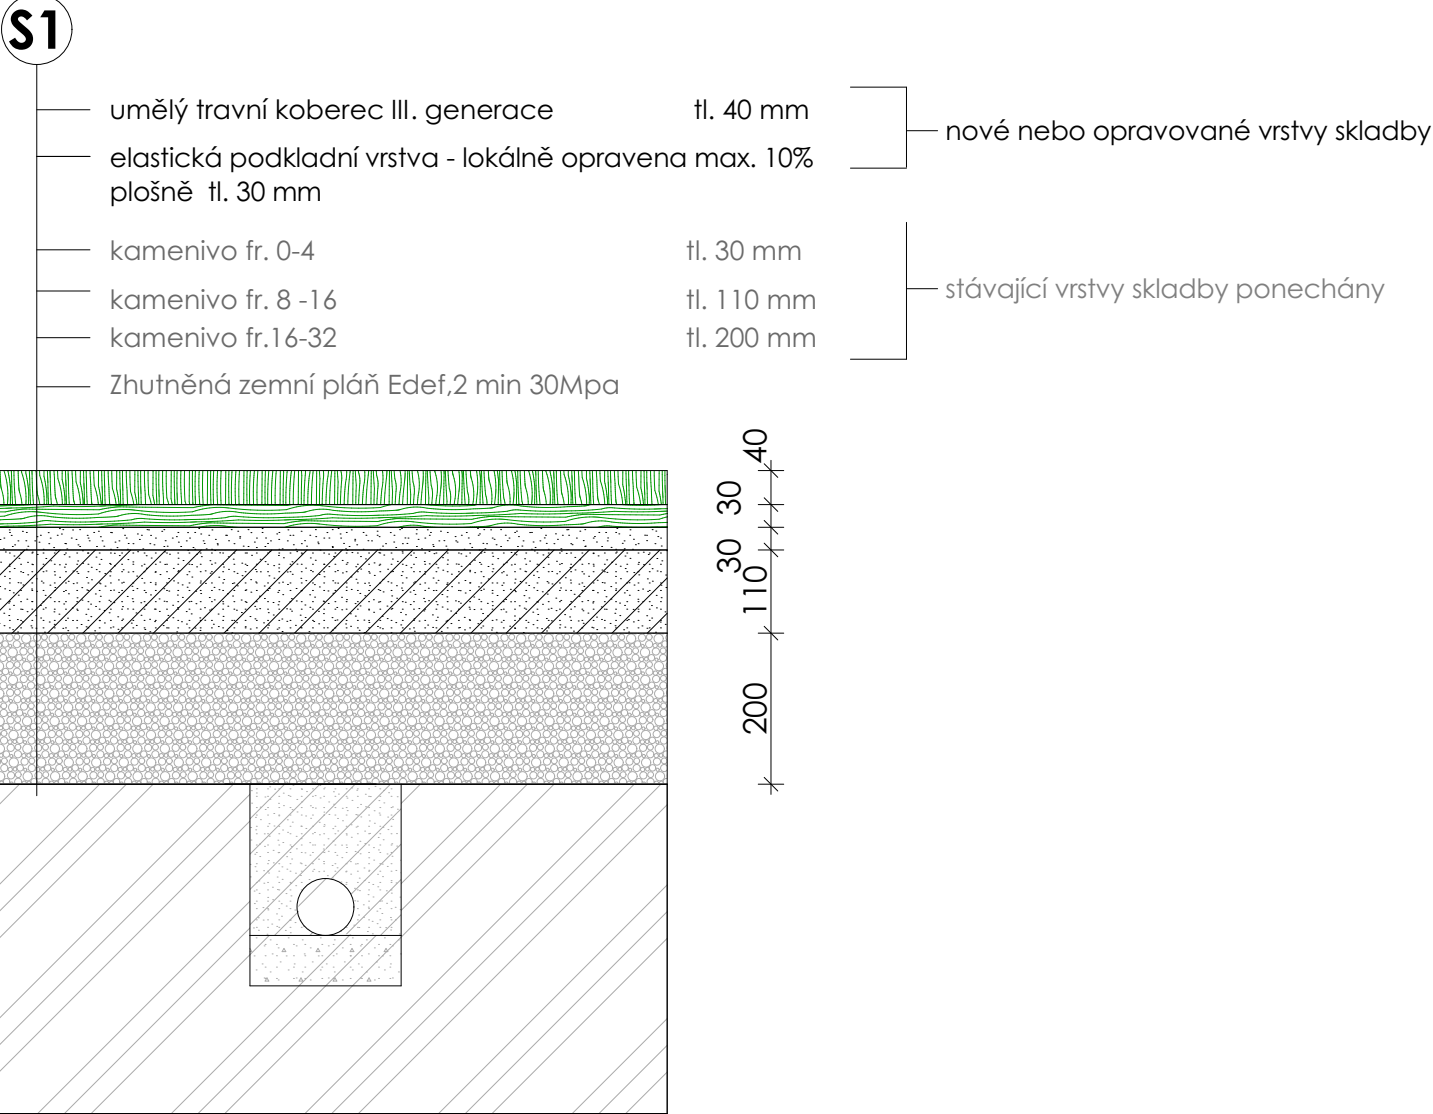 S1
umělý travní koberec III. generace tl. 40 mm
elastická podkladní vrstva - lokálně opravena max. 10%
plošně tl. 30 mm
nové nebo opravované vrstvy skladby
kamenivo fr. 0-4 tl. 30 mm
kamenivo fr. 8 -16 tl. 110 mm
kamenivo fr.16-32 tl. 200 mm
stávající vrstvy skladby ponechány
Zhutněná zemní pláň Edef,2 min 30Mpa
40
30
30
110
200